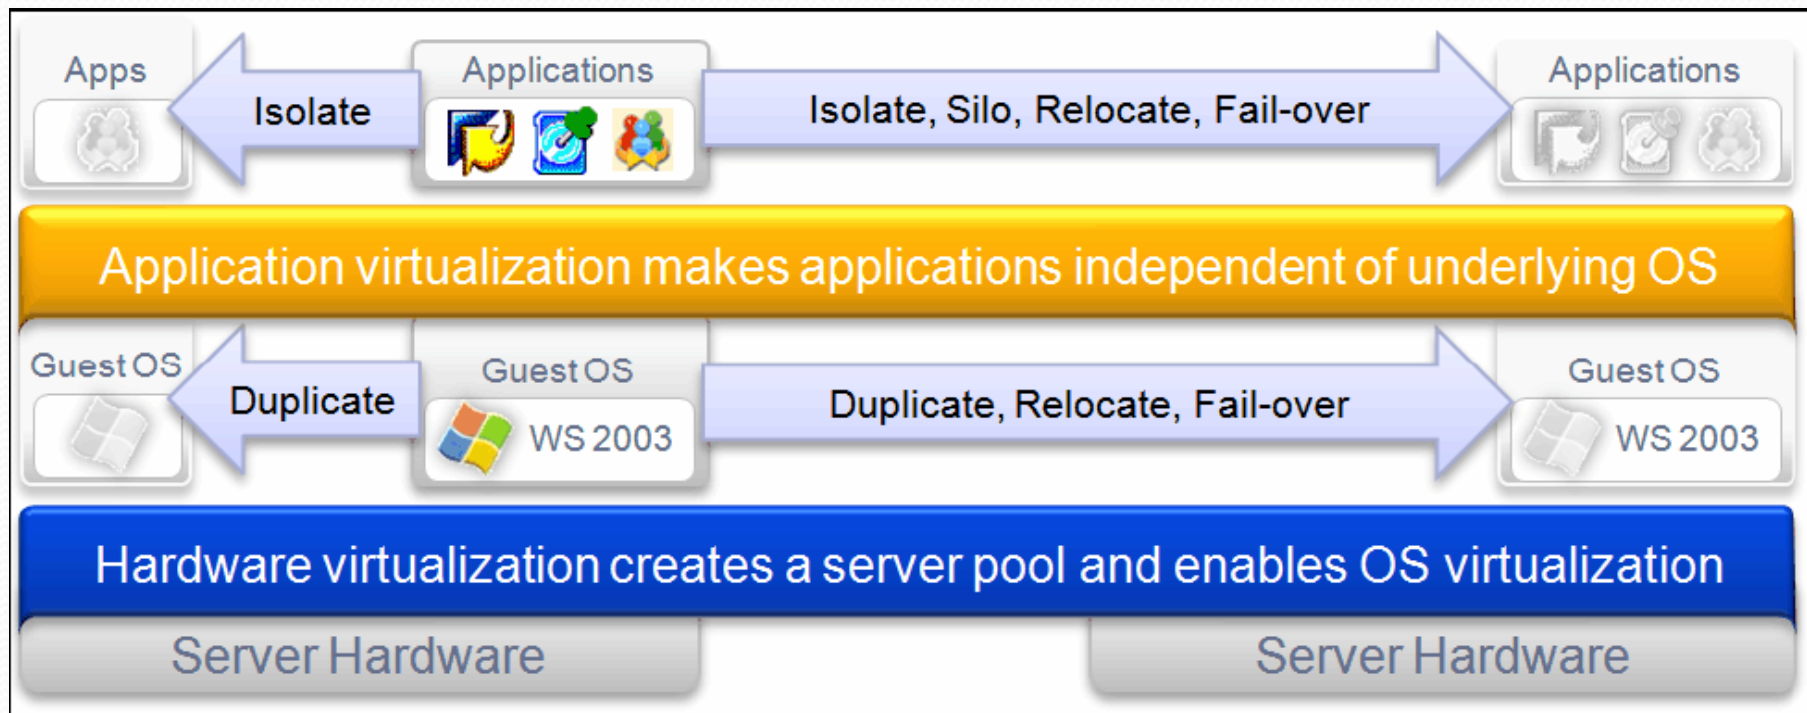 Apps
Isolate
Applications
Isolate, Silo, Relocate, Fail-over
Applications
Application virtualization makes applications independent of underlying OS
Guest OS
Duplicate
Guest OS
WS 2003
Duplicate, Relocate, Fail-over
Guest OS
WS 2003
Hardware virtualization creates a server pool and enables OS virtualization
Server Hardware
Server Hardware